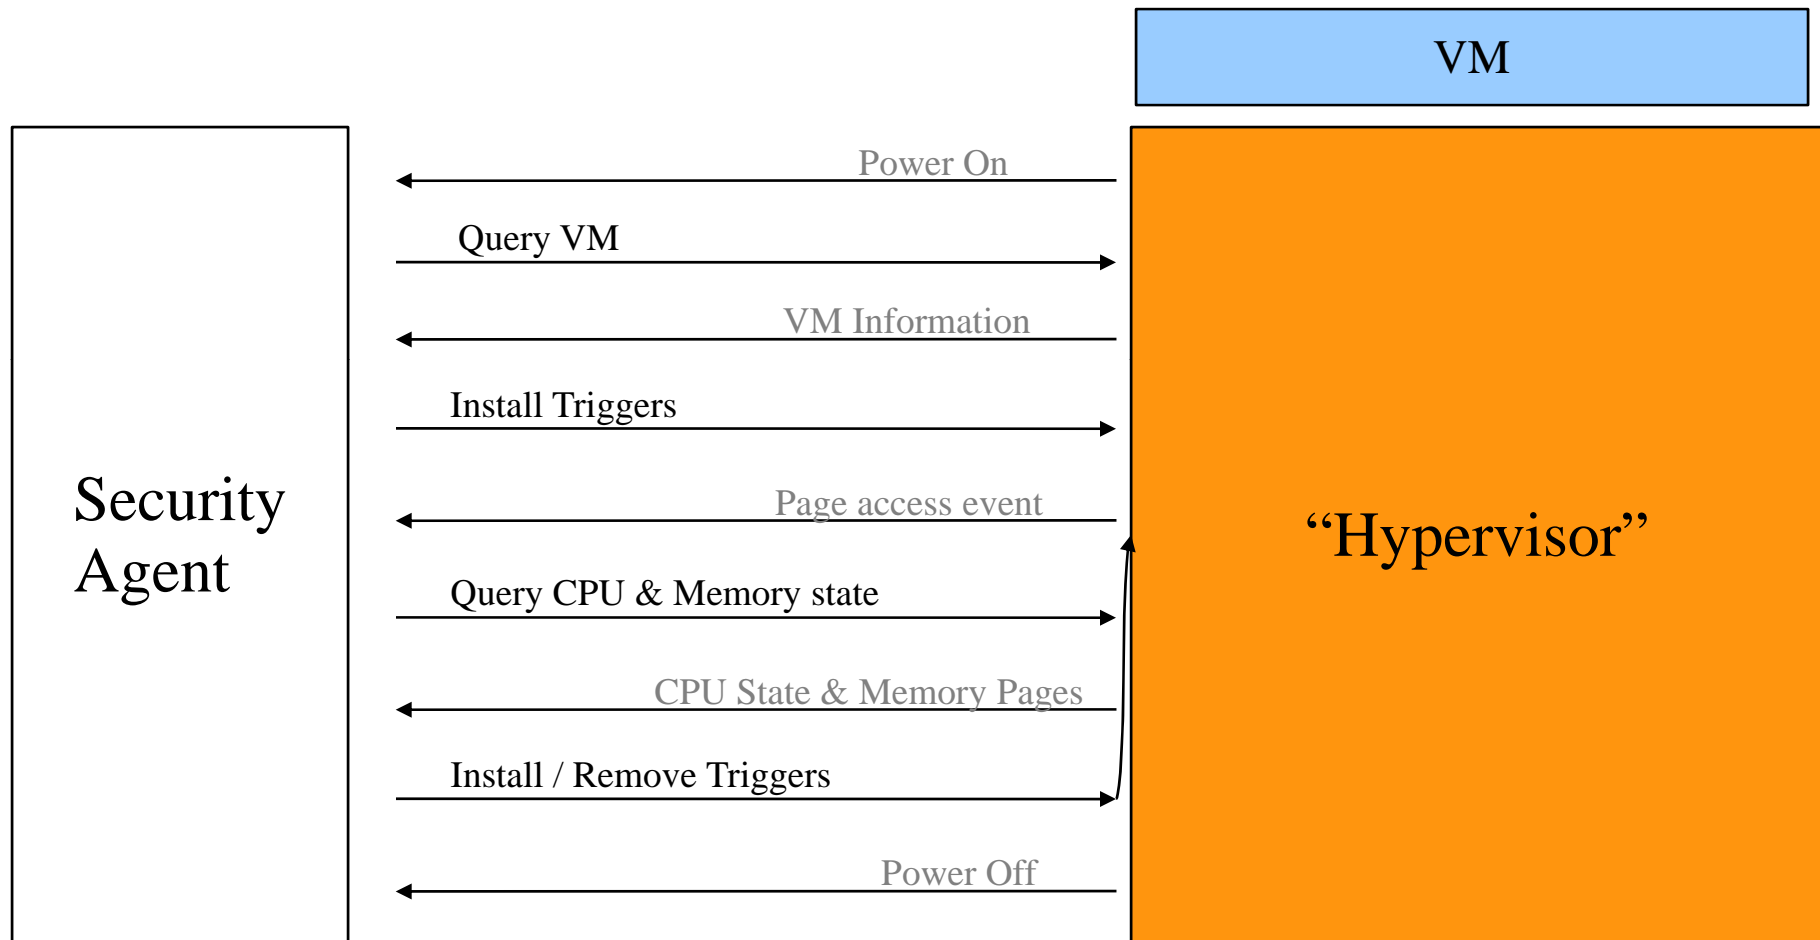 VM
Power On
Query VM
VM Information
Install Triggers
Security
Agent
Page access event
“Hypervisor”
Query CPU & Memory state
CPU State & Memory Pages
Install / Remove Triggers
Power Off